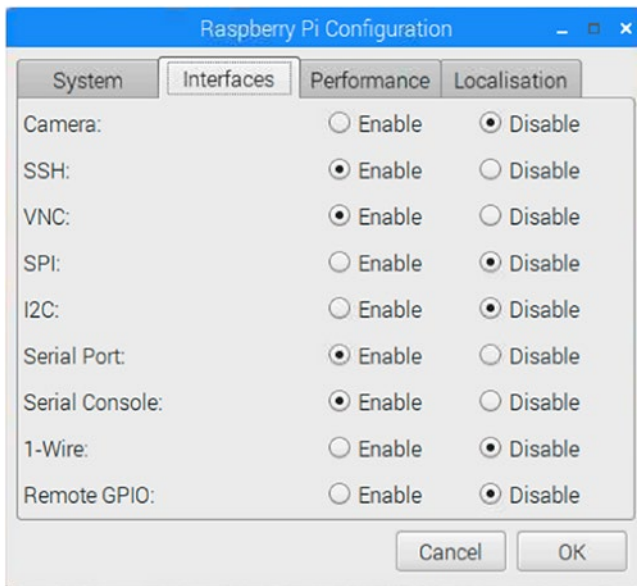 Raspberry Pi Configuration
System Interfaces Performance Localisation
Camera: Enable Disable
SSH: Enable Disable
VNC: Enable Disable
SPI: Enable Disable
I2C: Enable Disable
Serial Port: Enable Disable
Serial Console: Enable Disable
1-Wire: Enable Disable
Remote GPIO: Enable Disable
Cancel OK